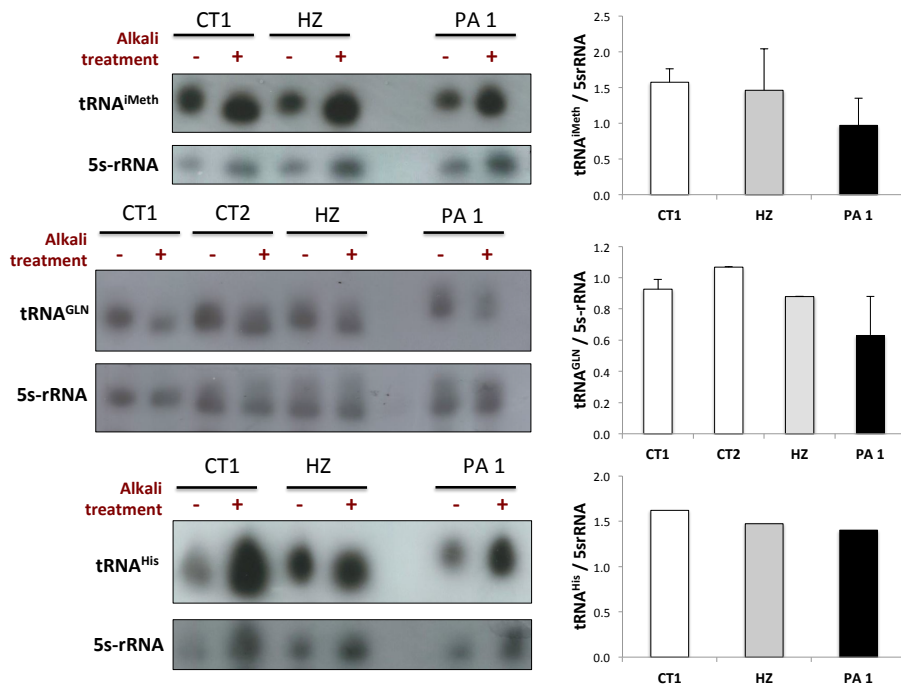 CT1 HZ PA 1
Alkali
treatment
- + - + - +
tRNAiMeth
5s-rRNA
tRNAiMeth / 5srRNA
2.5
1.5
1.0
0.5
0.0
CT1 HZ PA 1
CT1 CT2 HZ PA 1
Alkali
treatment
- + - + - + - +
tRNAGLN
5s-rRNA
tRNAGLN / 5s-rRNA
1.2
1.0
0.8
0.6
0.4
0.2
0.0
CT1 CT2 HZ PA 1
CT1 HZ PA 1
Alkali
treatment
- + - + - +
tRNAHis
5s-rRNA
tRNAHis / 5srRNA
2.0
1.5
1.0
0.5
0.0
CT1 HZ PA 1